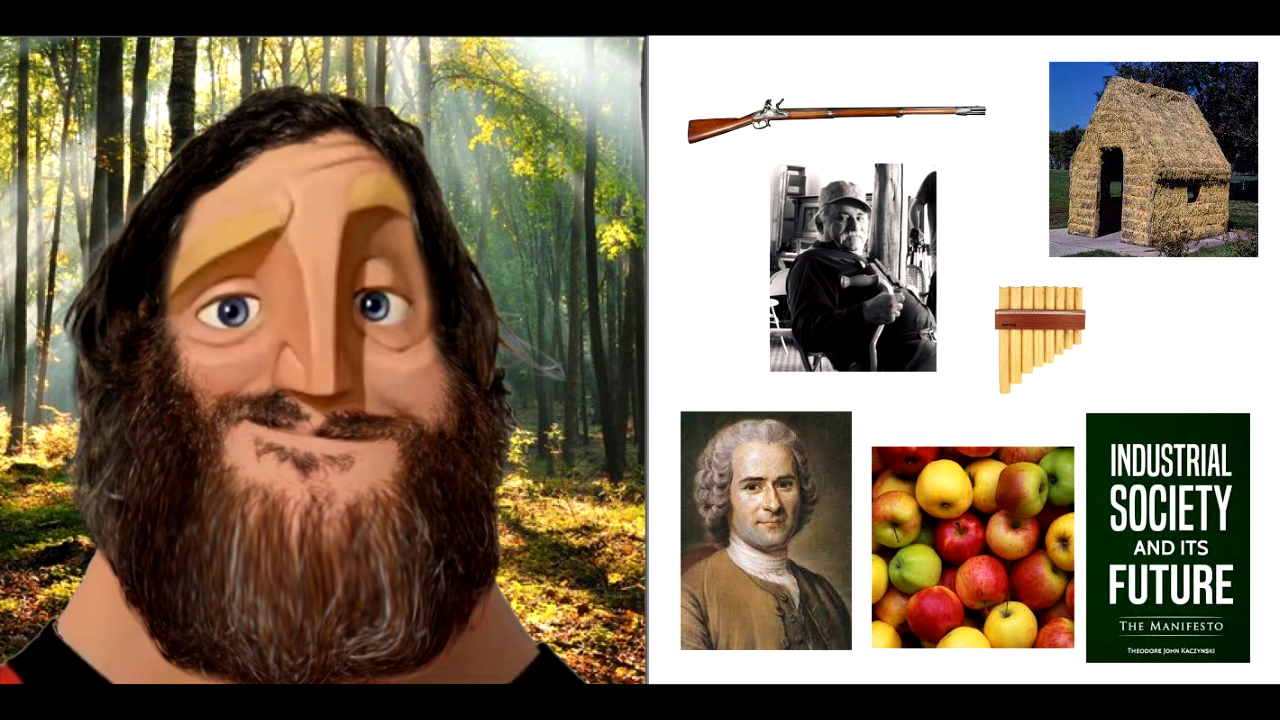 INDUSTRIAL
SOCIETY
AND ITS
FUTURE
THE MANIFESTO
THEODORE JOHN KACZYNSKI